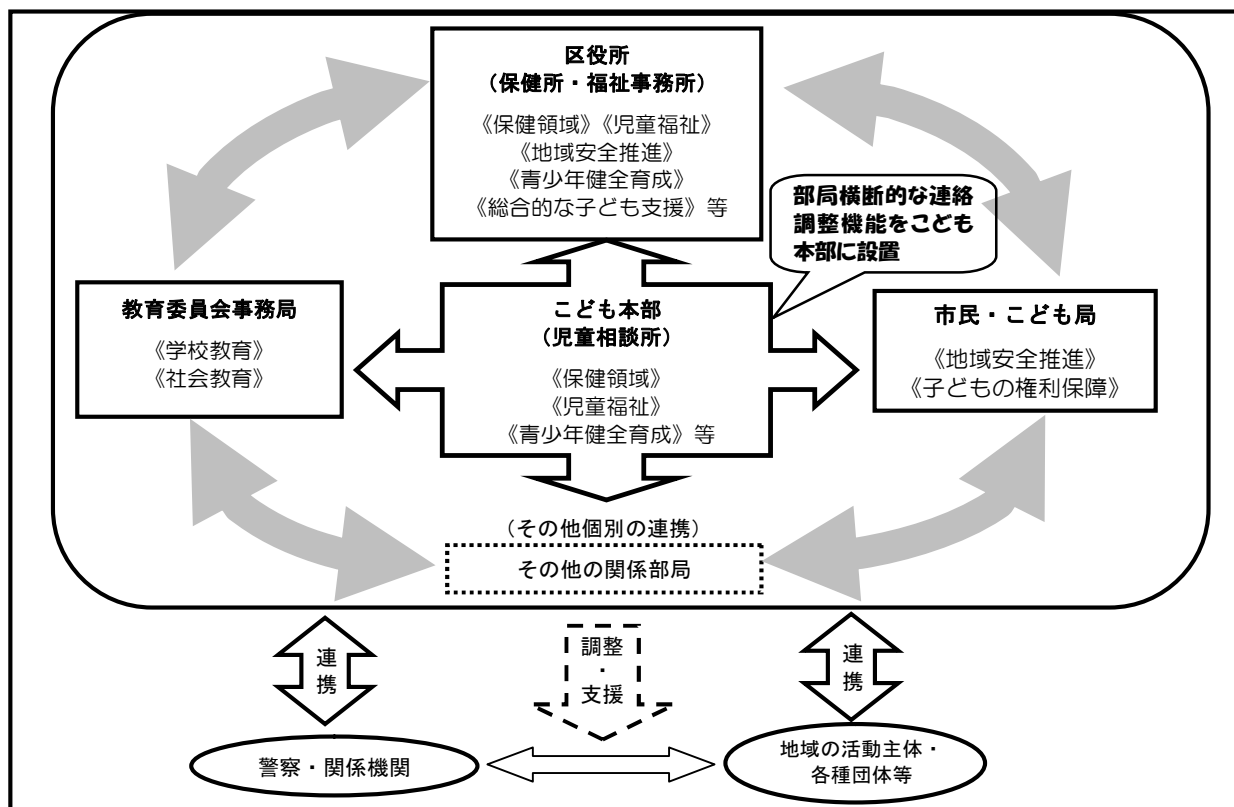 区役所
（保健所・福祉事務所）
《保健領域》《児童福祉》
《地域安全推進》
《青少年健全育成》
《総合的な子ども支援》等
部局横断的な連絡
調整機能をこども
本部に設置
教育委員会事務局
《学校教育》
《社会教育》
こども本部
（児童相談所）
《保健領域》
《児童福祉》
《青少年健全育成》等
市民・こども局
《地域安全推進》
《子どもの権利保障》
（その他個別の連携）
その他の関係部局
連携
調整・支援
連携
警察・関係機関
地域の活動主体・
各種団体等